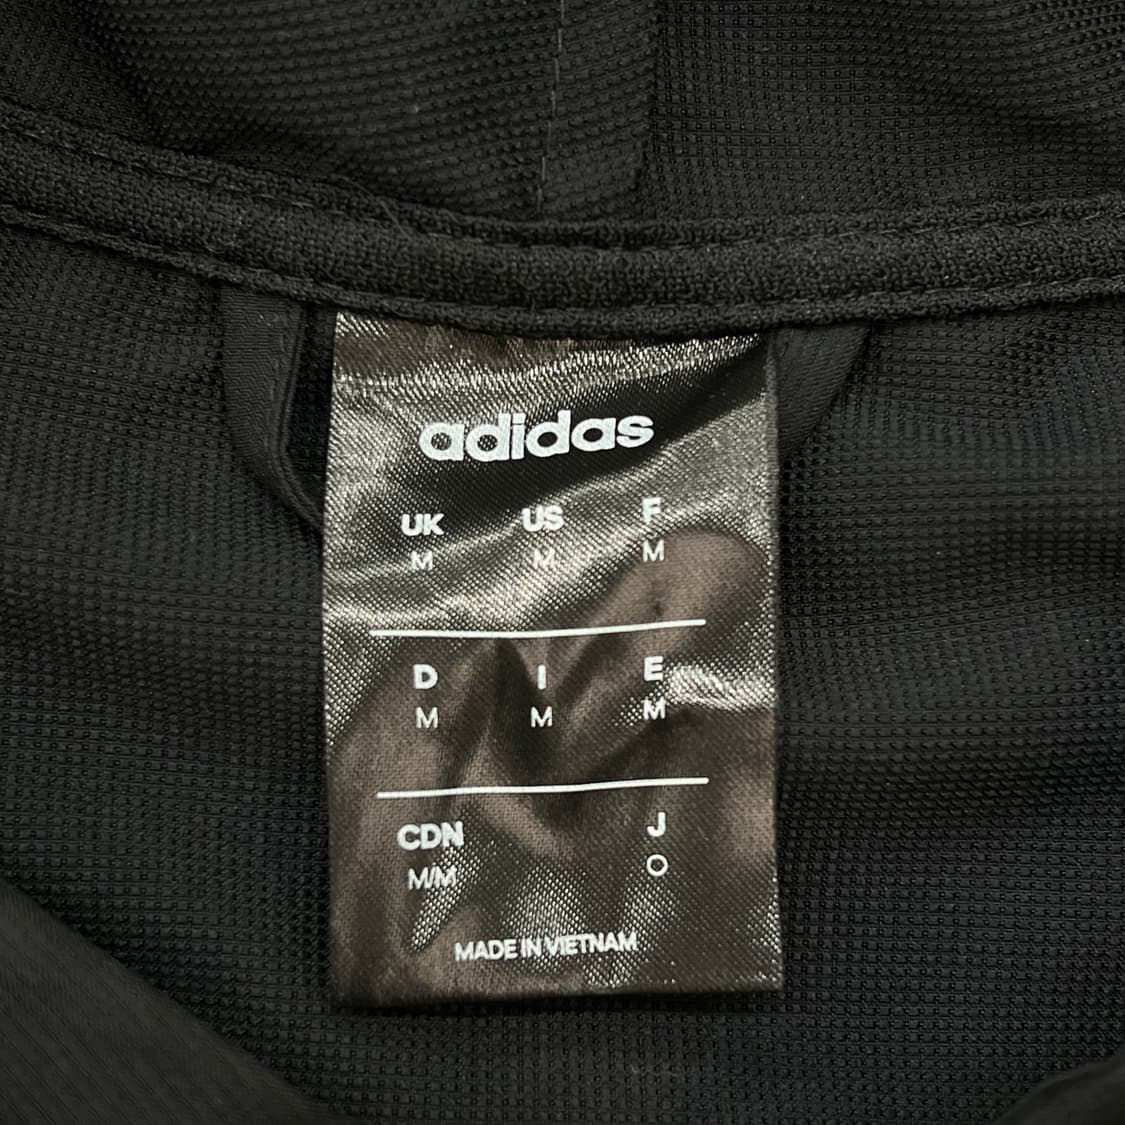 adidas
UK US F
M M M
D I E
M M M
CDN J
M/M O
MADE IN VIETNAM